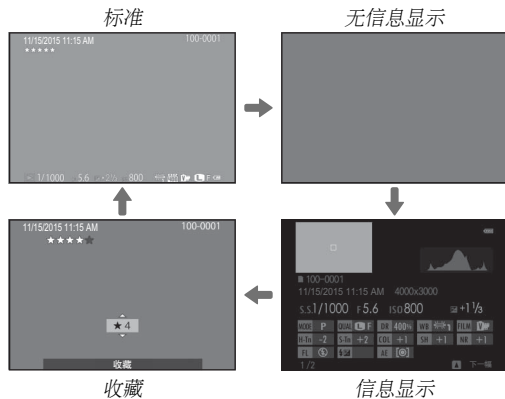 标准
无信息显示
11/15/2015 11:15 AM
100-0001
★★★★★
1/1000 5.6 800 F
11/15/2015 11:15 AM
100-0001
★★★★★
★4
收藏
100-0001
11/15/2015 11:15 AM 4000x3000
S.S.1/1000 F5.6 ISO800 +1⅓
MODE P QUAL L F DR 400% WB 1 FILM V
H-Tn -2 S-Tn +2 COL +1 SH +1 NR +1
FL AE
1/2 下一幅
收藏
信息显示